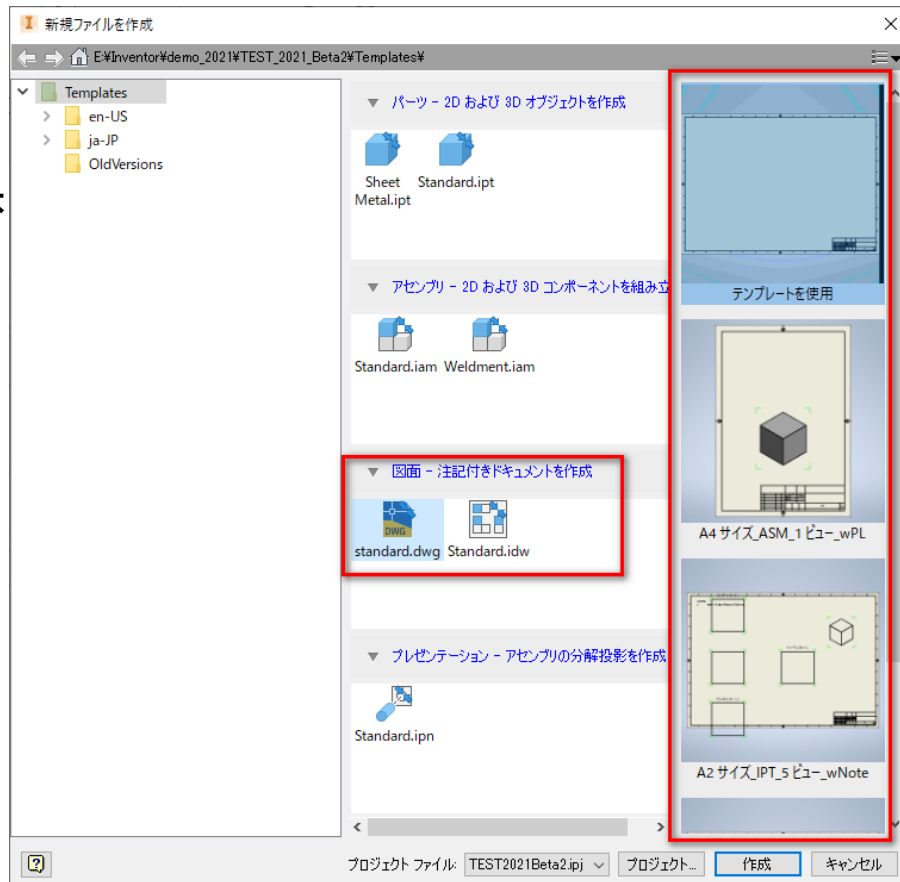 新規ファイルを作成
E:¥Inventor¥demo_2021¥TEST_2021_Beta2¥Templates¥
Templates
en-US
ja-JP
OldVersions
パーツ - 2D および 3D オブジェクトを作成
Sheet Metal.ipt
Standard.ipt
アセンブリ - 2D および 3D コンポーネントを組み立
Standard.iam
Weldment.iam
図面 - 注記付きドキュメントを作成
DWG
standard.dwg
Standard.idw
プレゼンテーション - アセンブリの分解投影を作成
Standard.ipn
テンプレートを使用
A4 サイズ_ASM_1 ビュー_wPL
A2 サイズ_IPT_5 ビュー_wNote
プロジェクト ファイル:
TEST2021Beta2.ipj
プロジェクト...
作成
キャンセル